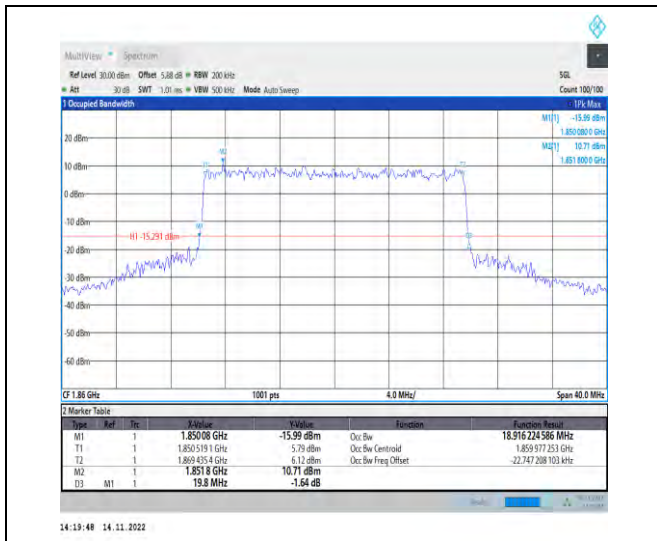 MultiView Spectrum
Ref Level 30.00 dBm Offset 5.88 dB RBW 200 kHz SGL
Att 30 dB SWT 1.01 ms VBW 500 kHz Mode Auto Sweep Count 100/100
1 Occupied Bandwidth 1Pk Max
M1[1] -15.99 dBm
1.850080 0 GHz
10.71 dBm
1.851 800 0 GHz
20 dBm
M2
10 dBm
0 dBm
-10 dBm
H1 -15.291 dBm
-20 dBm
-30 dBm
-40 dBm
-50 dBm
-60 dBm
CF 1.86 GHz 1001 pts 4.0 MHz/ Span 40.0 MHz
2 Marker Table
Type Ref Trc X-Value Y-Value Function Function Result
M1 1 1.85008 GHz -15.99 dBm Occ Bw 18.916 224 586 MHz
T1 1 1.850 519 1 GHz 5.79 dBm Occ Bw Centroid 1.859 977 253 GHz
T2 1 1.869 435 4 GHz 6.12 dBm Occ Bw Freq Offset -22.747 208 103 kHz
M2 1 1.851 8 GHz 10.71 dBm
D3 M1 1 19.8 MHz -1.64 dB
14:19:48 14.11.2022